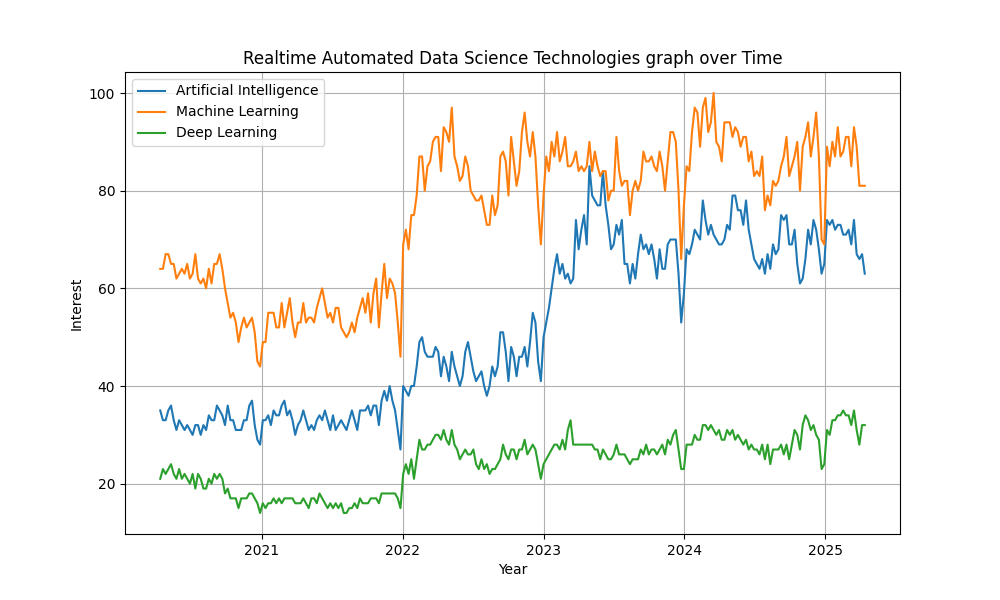 Realtime Automated Data Science Technologies graph over Time
Artificial Intelligence
Machine Learning
Deep Learning
100
80
60
40
20
Interest
2021
2022
2023
2024
2025
Year